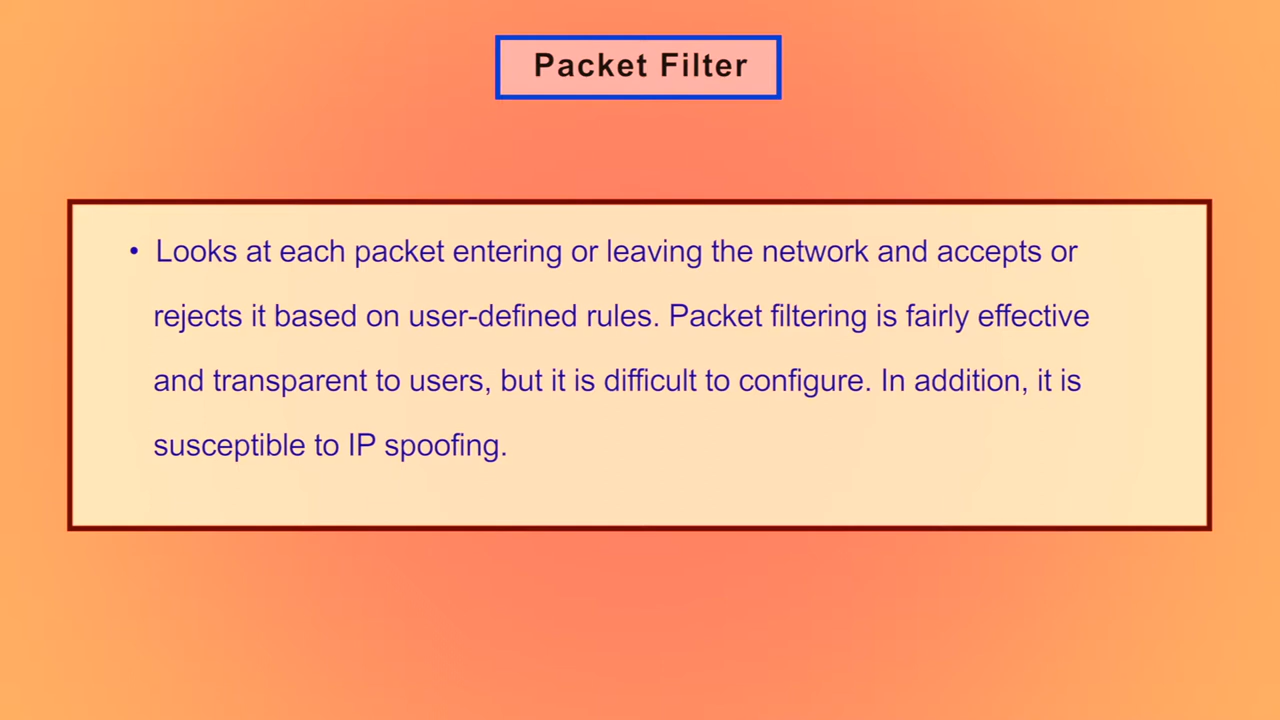 Packet Filter
• Looks at each packet entering or leaving the network and accepts or
rejects it based on user-defined rules. Packet filtering is fairly effective
and transparent to users, but it is difficult to configure. In addition, it is
susceptible to IP spoofing.